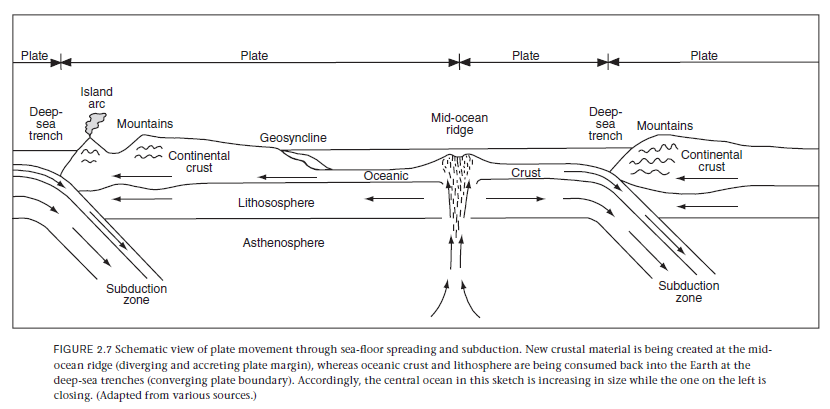 Plate Plate Plate Plate
Island
arc
Deep-
sea
trench
Mountains
Geosyncline
Mid-ocean
ridge
Deep-
sea
trench
Mountains
Continental
crust
Continental
crust
Oceanic
Crust
Lithososphere
Asthenosphere
Subduction
zone
Subduction
zone
FIGURE 2.7 Schematic view of plate movement through sea-floor spreading and subduction. New crustal material is being created at the mid-
ocean ridge (diverging and accreting plate margin), whereas oceanic crust and lithosphere are being consumed back into the Earth at the
deep-sea trenches (converging plate boundary). Accordingly, the central ocean in this sketch is increasing in size while the one on the left is
closing. (Adapted from various sources.)